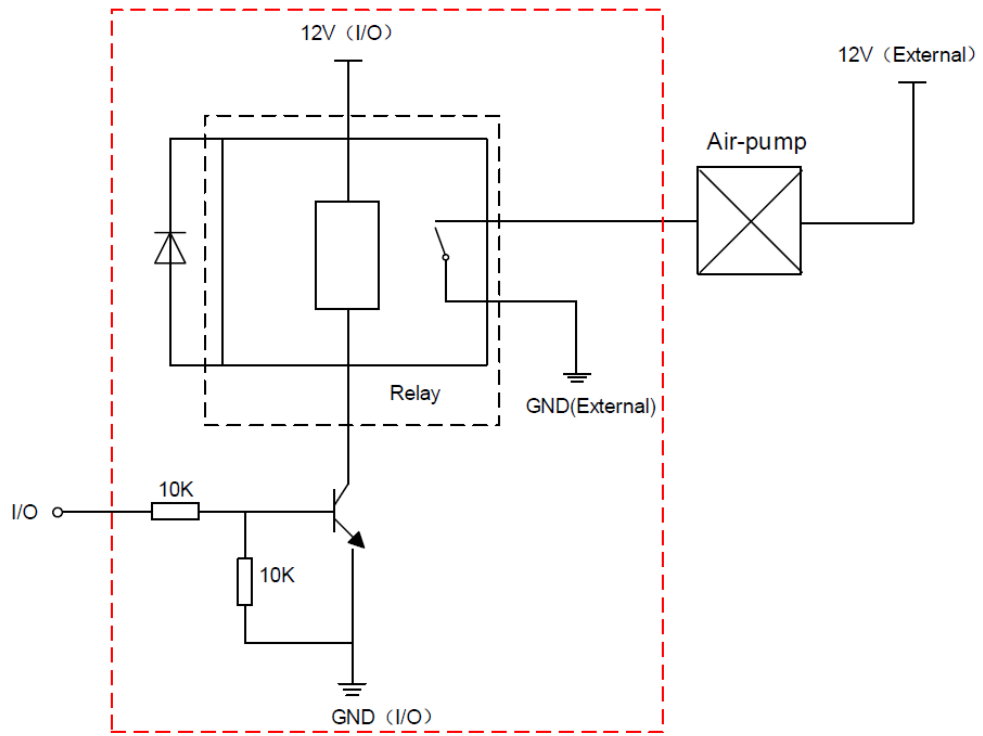 12V（I/O）
12V（External）
Air-pump
Relay
GND(External)
10K
I/O
10K
GND（I/O）